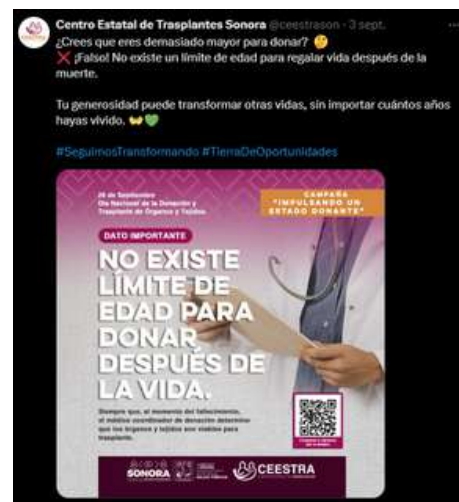 Centro Estatal de Trasplantes Sonora @ceestrason · 3 sept.
¿Crees que eres demasiado mayor para donar? 🤔
❌ ¡Falso! No existe un límite de edad para regalar vida después de la
muerte.
Tu generosidad puede transformar otras vidas, sin importar cuántos años
hayas vivido. 👐💚
#SeguimosTransformando #TierraDeOportunidades
26 de Septiembre
Día Nacional de la Donación y
Trasplante de Órganos y Tejidos.
CAMPAÑA
"IMPULSANDO UN
ESTADO DONANTE"
DATO IMPORTANTE
NO EXISTE
LÍMITE DE
EDAD PARA
DONAR
DESPUÉS DE
LA VIDA.
Siempre que, al momento del fallecimiento,
el médico coordinador de donación determine
que los órganos y tejidos son viables para
trasplante.
SONORA
CEESTRA